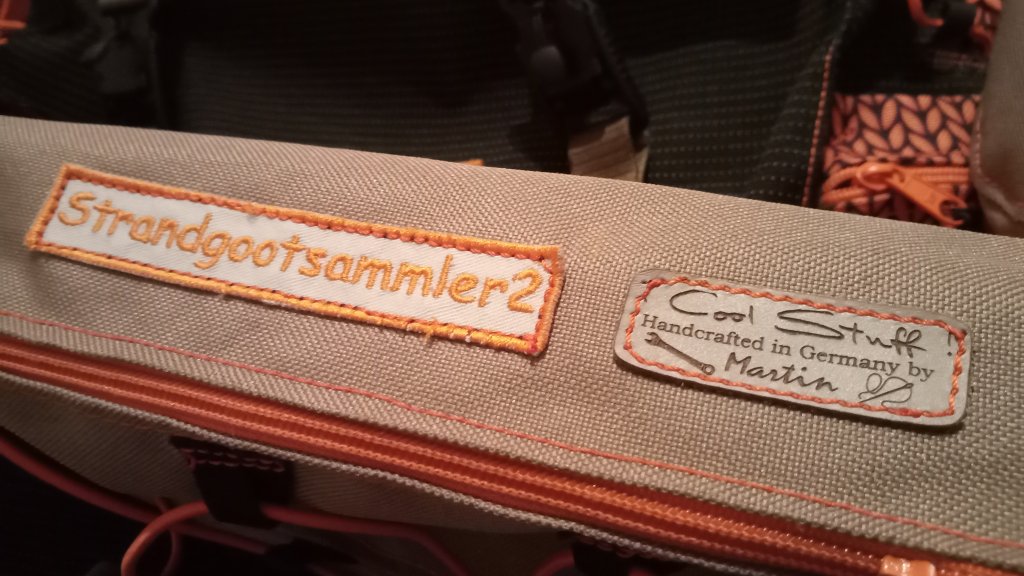 Strandgootsammler2
Cool Stuff!
Handcrafted in Germany by
Martin